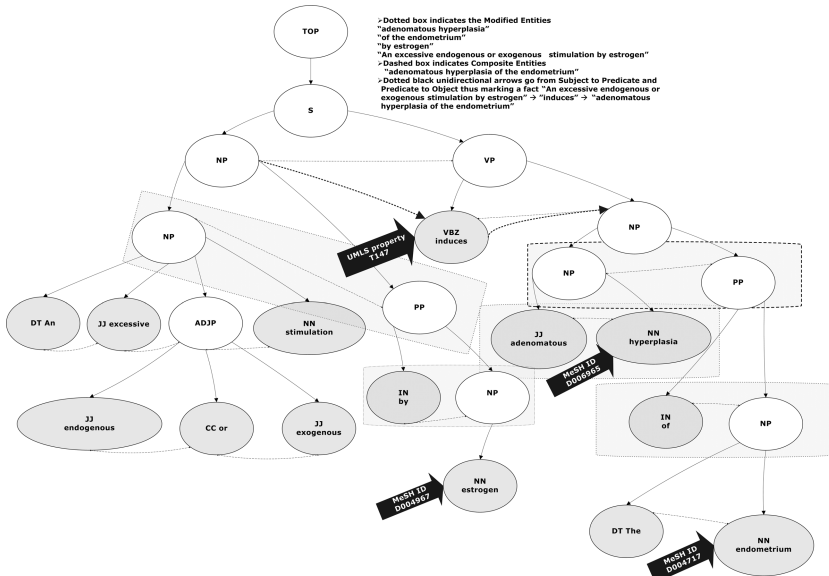 TOP
➢Dotted box indicates the Modified Entities
“adenomatous hyperplasia”
“of the endometrium”
“by estrogen”
“An excessive endogenous or exogenous stimulation by estrogen”
➢Dashed box indicates Composite Entities
“adenomatous hyperplasia of the endometrium”
➢Dotted black unidirectional arrows go from Subject to Predicate and
Predicate to Object thus marking a fact “An excessive endogenous or
exogenous stimulation by estrogen” → “induces” → “adenomatous
hyperplasia of the endometrium”
S
NP
VP
NP
VBZ
induces
NP
UMLS property
T147
NP
PP
DT An
JJ excessive
ADJP
NN
stimulation
PP
JJ
adenomatous
NN
hyperplasia
MeSH ID
D006965
JJ
endogenous
CC or
JJ
exogenous
IN
by
NP
IN
of
NP
MeSH ID
D004967
NN
estrogen
DT The
NN
endometrium
MeSH ID
D004717